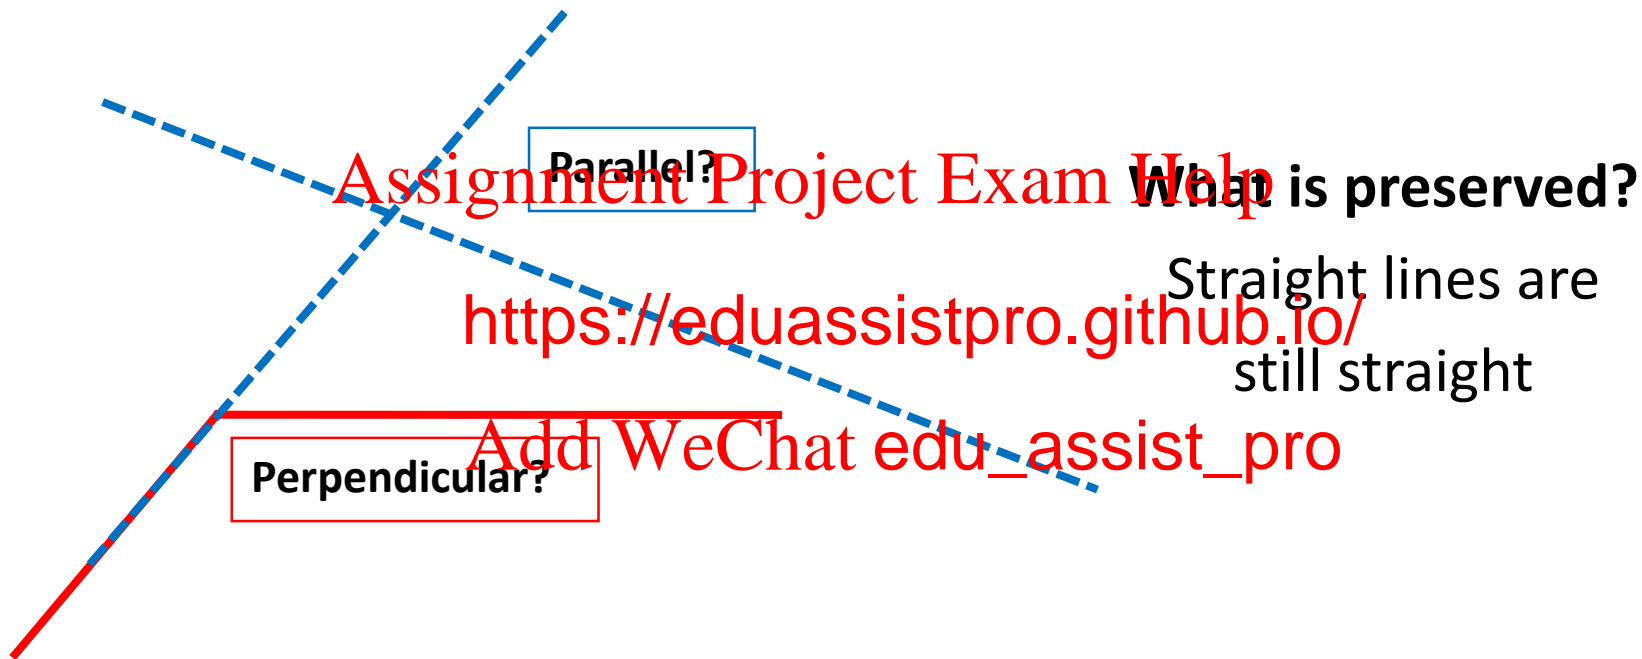 Parallel?
Assignment Project Exam Help
What is preserved?
Straight lines are
https://eduassistpro.github.io/
still straight
Add WeChat edu_assist_pro
Perpendicular?